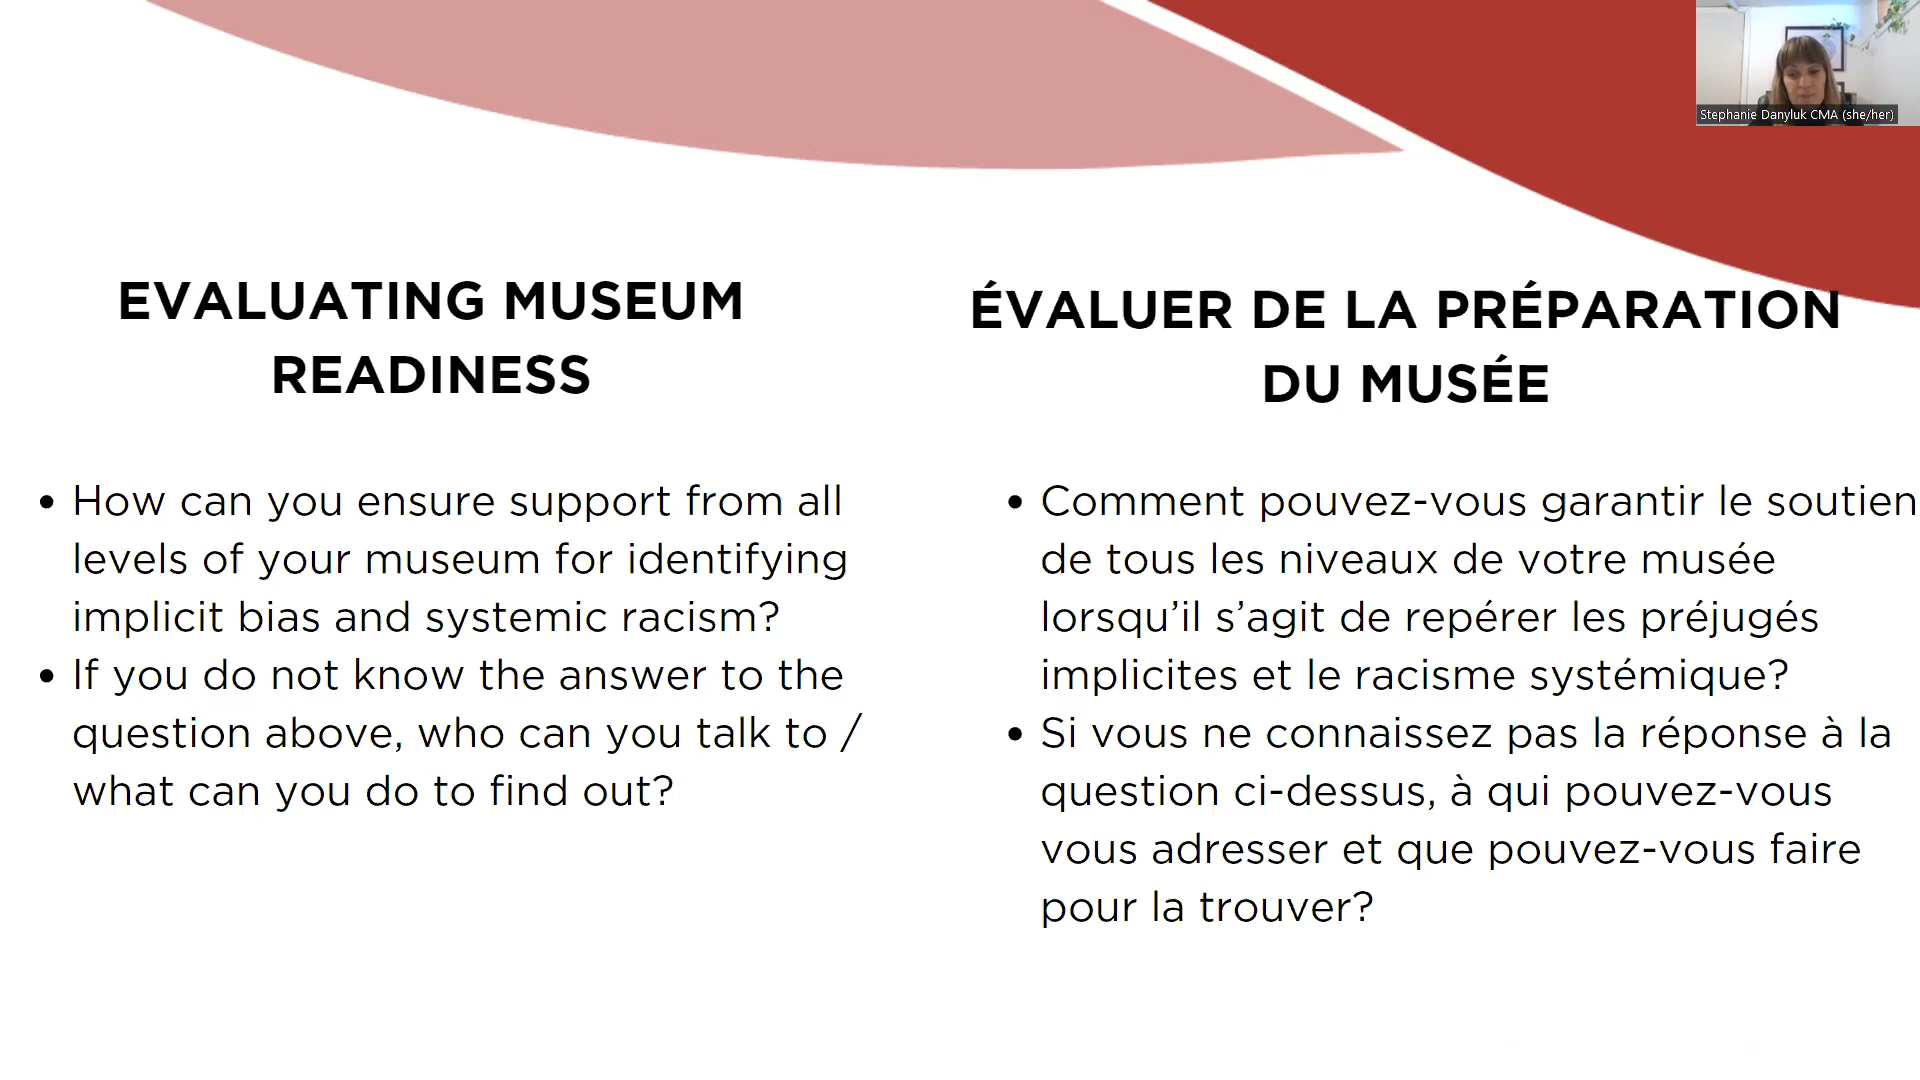 Stephanie Danyluk CMA (she/her)
EVALUATING MUSEUM
READINESS
• How can you ensure support from all
levels of your museum for identifying
implicit bias and systemic racism?
• If you do not know the answer to the
question above, who can you talk to /
what can you do to find out?
ÉVALUER DE LA PRÉPARATION
DU MUSÉE
• Comment pouvez-vous garantir le soutien
de tous les niveaux de votre musée
lorsqu’il s’agit de repérer les préjugés
implicites et le racisme systémique?
• Si vous ne connaissez pas la réponse à la
question ci-dessus, à qui pouvez-vous
vous adresser et que pouvez-vous faire
pour la trouver?